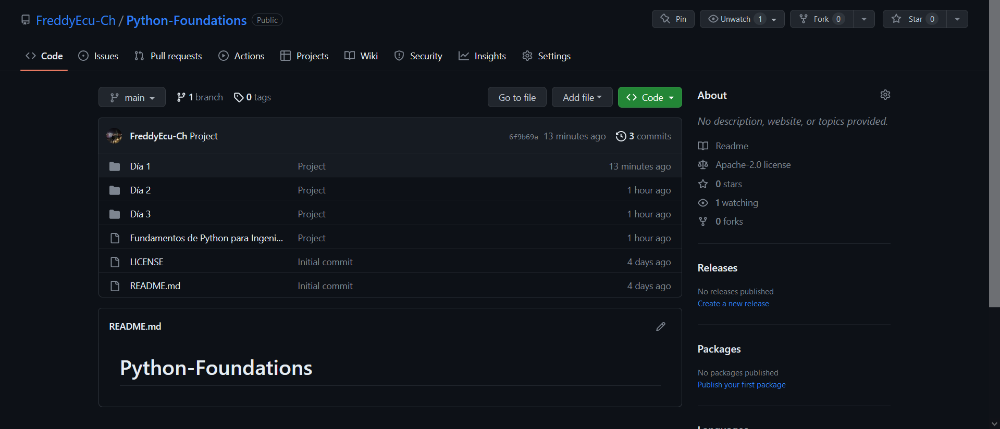 FreddyEcu-Ch / Python-Foundations Public
Pin
Unwatch 1
Fork 0
Star 0
Code
Issues
Pull requests
Actions
Projects
Wiki
Security
Insights
Settings
main
1 branch
0 tags
Go to file
Add file
Code
FreddyEcu-Ch Project
6f9b69a 13 minutes ago
3 commits
Día 1 Project 13 minutes ago
Día 2 Project 1 hour ago
Día 3 Project 1 hour ago
Fundamentos de Python para Ingeni... Project 1 hour ago
LICENSE Initial commit 4 days ago
README.md Initial commit 4 days ago
README.md
Python-Foundations
About
No description, website, or topics provided.
Readme
Apache-2.0 license
0 stars
1 watching
0 forks
Releases
No releases published
Create a new release
Packages
No packages published
Publish your first package